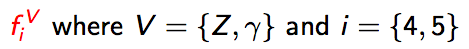 f_i^V where V = {Z, γ} and i = {4, 5}